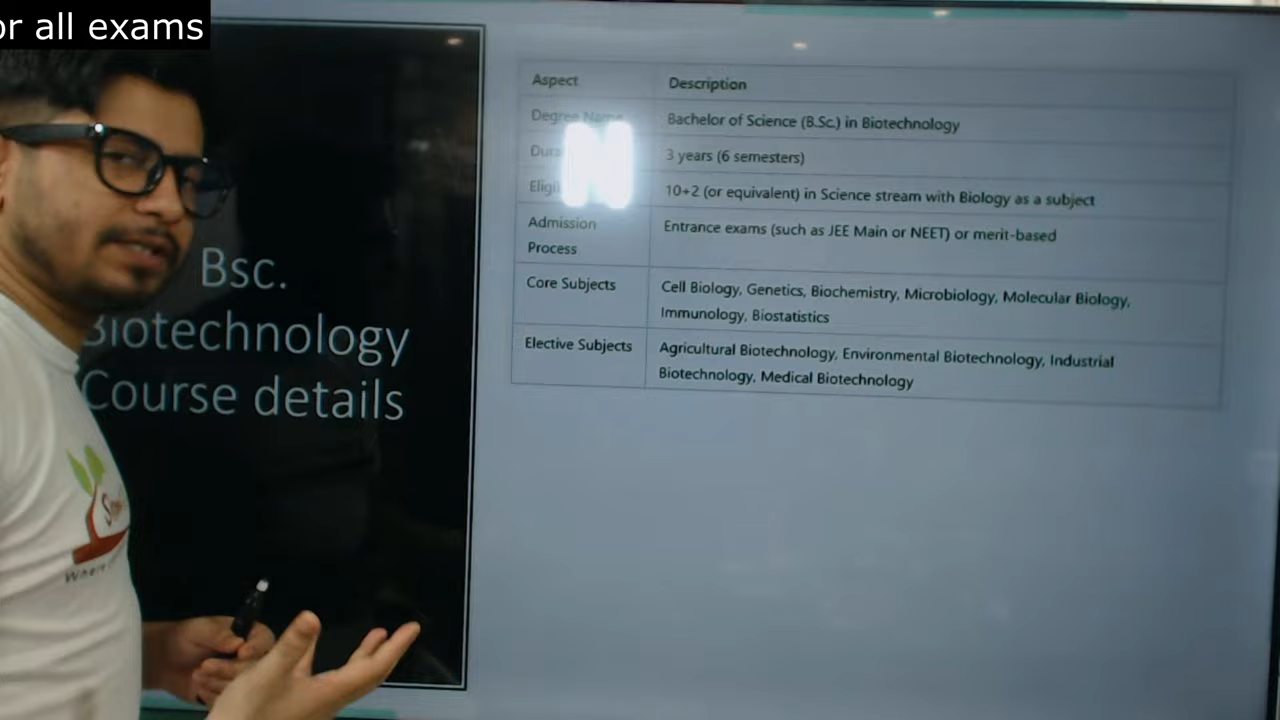 or all exams
Bsc.
Biotechnology
Course details
Aspect Description
Degree Name Bachelor of Science (B.Sc.) in Biotechnology
3 years (6 semesters)
10+2 (or equivalent) in Science stream with Biology as a subject
Admission Process Entrance exams (such as JEE Main or NEET) or merit-based
Core Subjects Cell Biology, Genetics, Biochemistry, Microbiology, Molecular Biology,
Immunology, Biostatistics
Elective Subjects Agricultural Biotechnology, Environmental Biotechnology, Industrial
Biotechnology, Medical Biotechnology